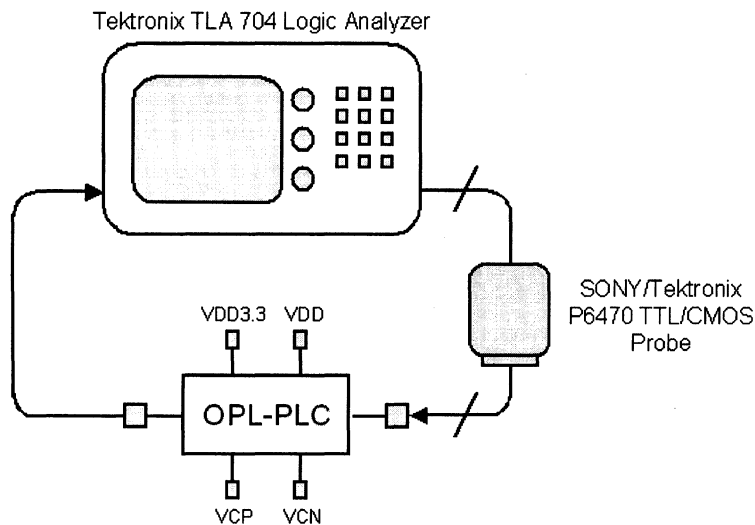 Tektronix TLA 704 Logic Analyzer
SONY/Tektronix
P6470 TTL/CMOS
Probe
VDD3.3 VDD
OPL-PLC
VCP VCN